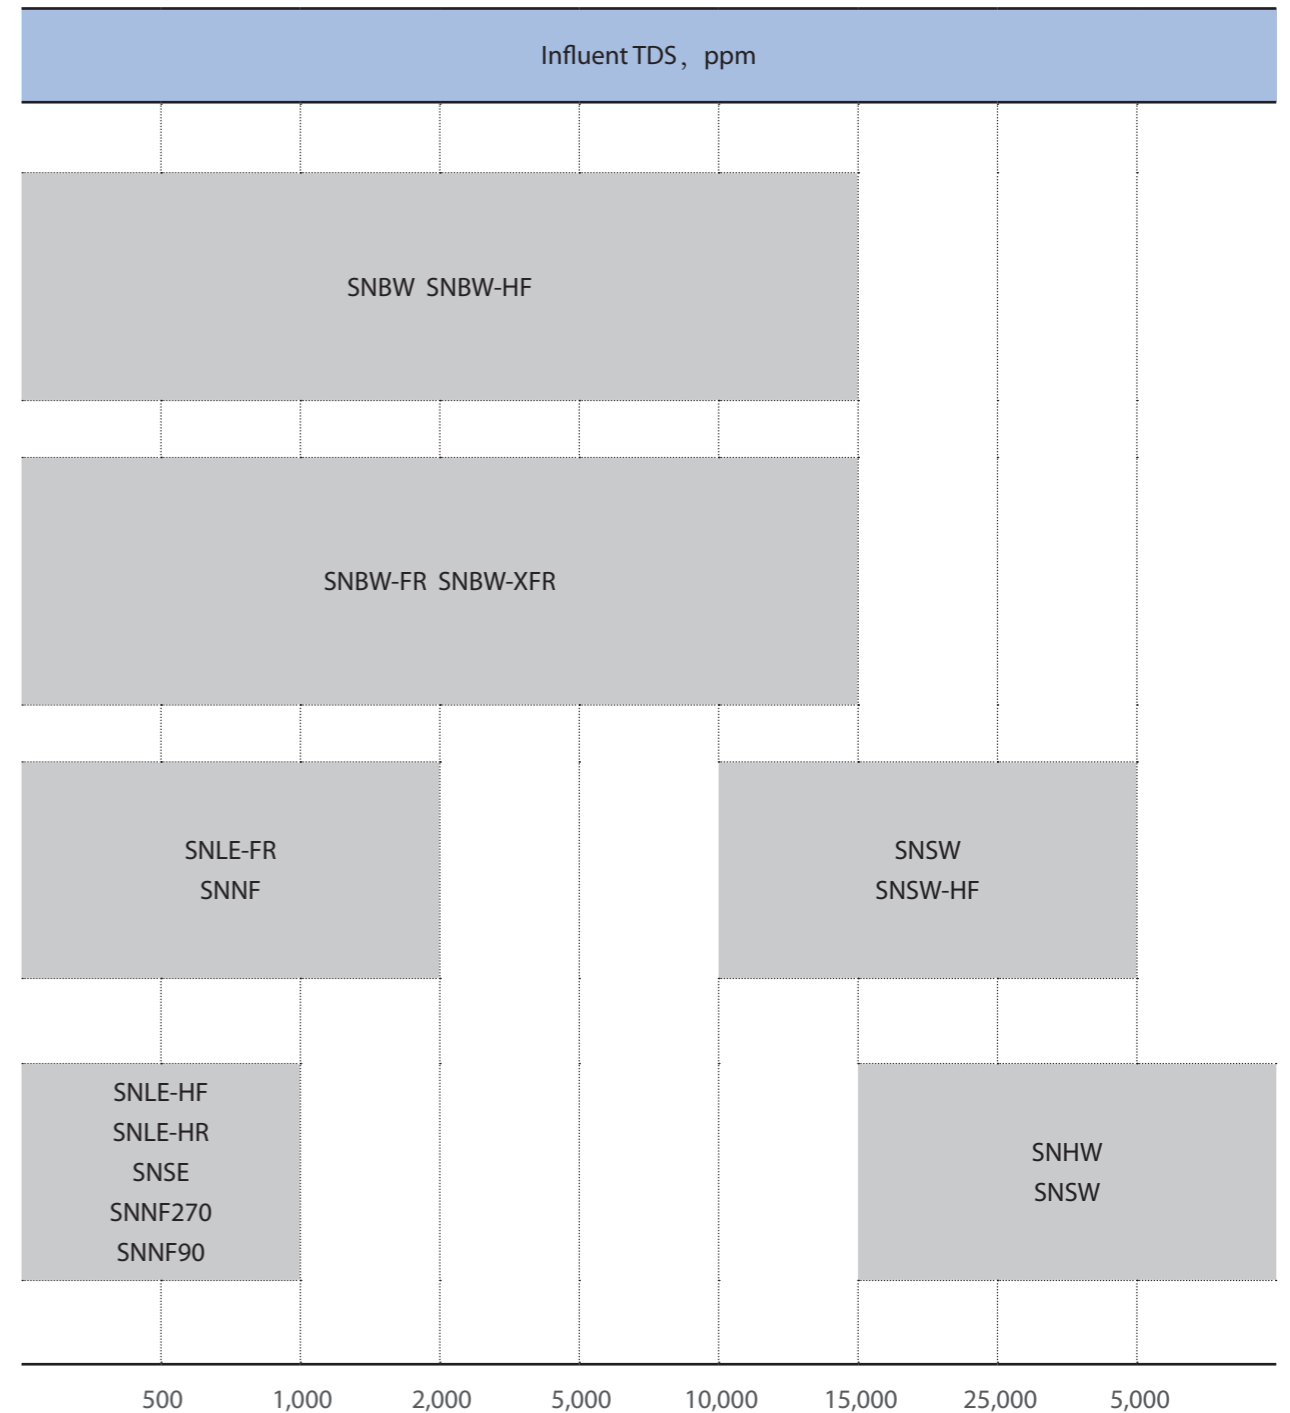 Influent TDS，ppm
SNBW SNBW-HF
SNBW-FR SNBW-XFR
SNLE-FR
SNNF
SNSW
SNSW-HF
SNLE-HF
SNLE-HR
SNSE
SNNF270
SNNF90
SNHW
SNSW
500 1,000 2,000 5,000 10,000 15,000 25,000 5,000